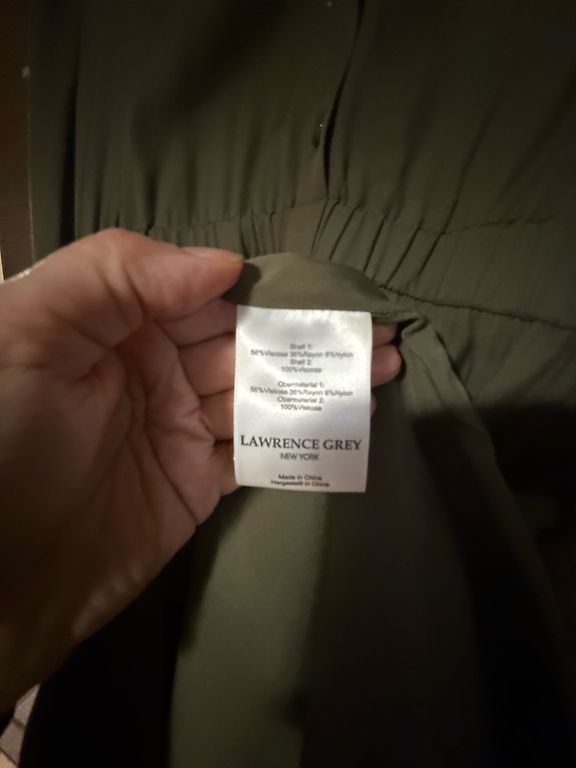 Shell 1:
56%Viscose 36%Rayon 8%Nylon
Shell 2:
100%Viscose
Obermaterial 1:
56%Viskose 36%Rayon 8%Nylon
Obermaterial 2:
100%Viskose
LAWRENCE GREY
NEW YORK
Made in China
Hergestellt in China